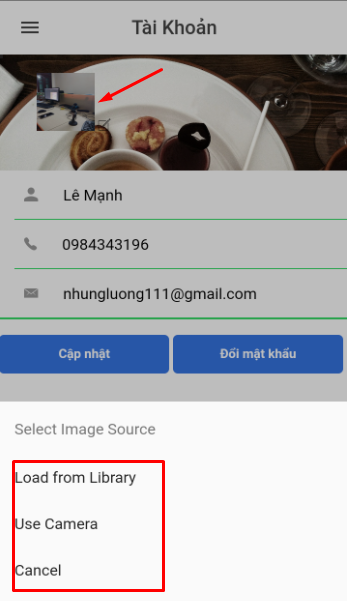 Tài Khoản
Lê Mạnh
0984343196
nhungluong111@gmail.com
Cập nhật
Đổi mật khẩu
Select Image Source
Load from Library
Use Camera
Cancel